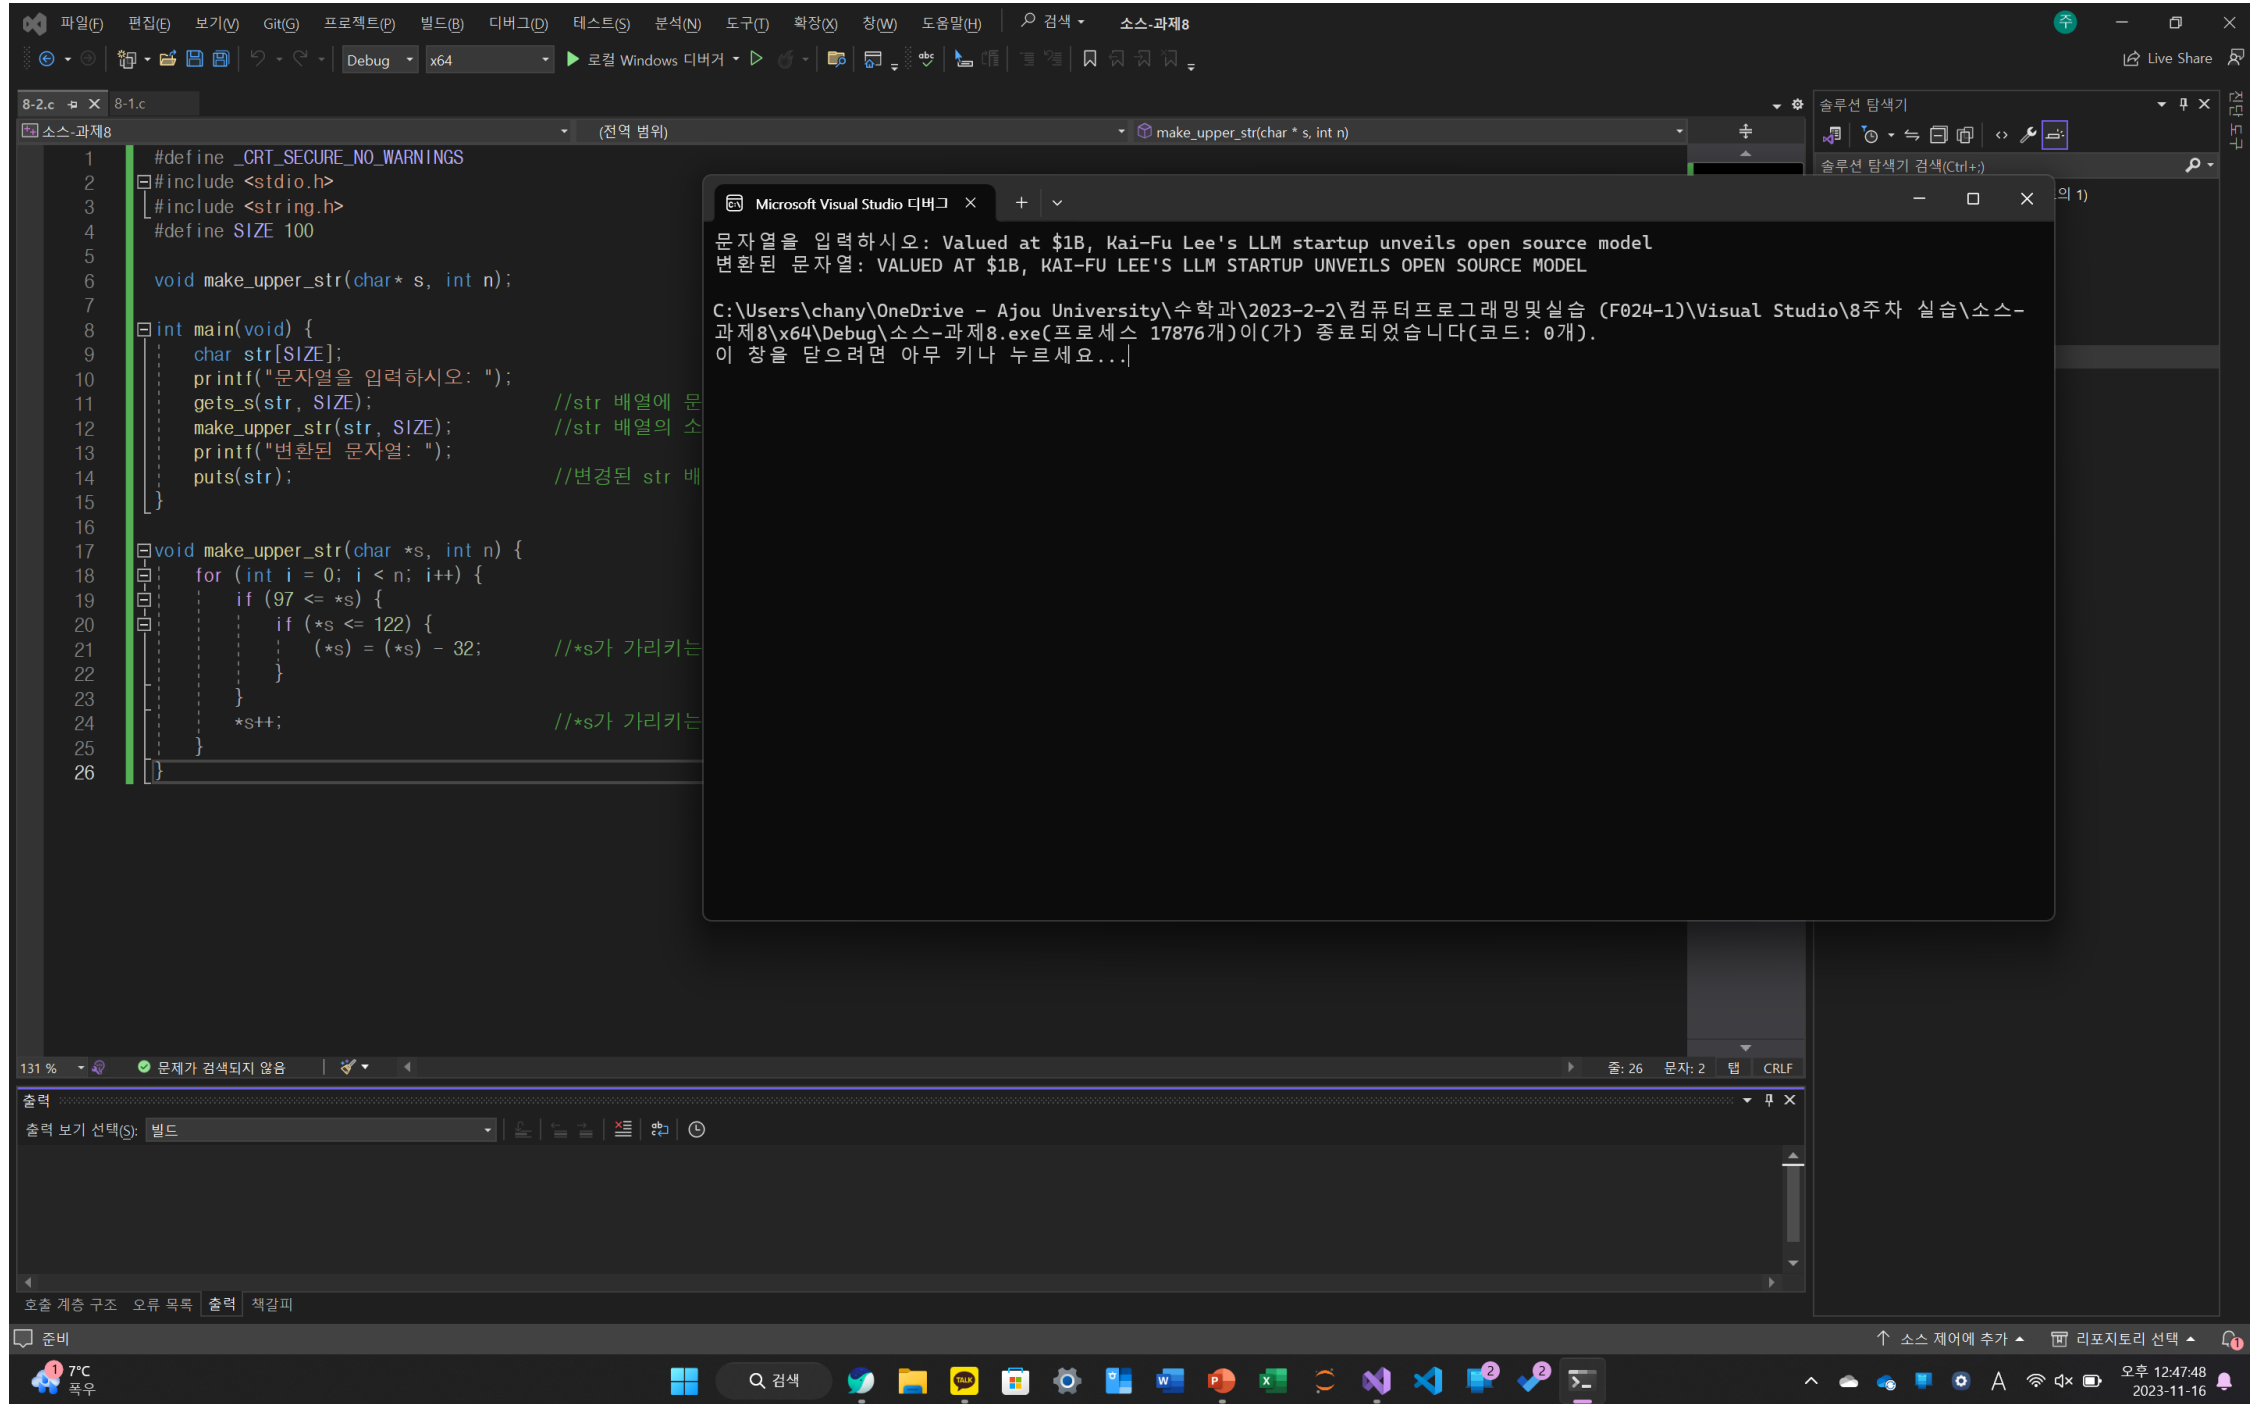 파일(F) 편집(E) 보기(V) Git(G) 프로젝트(P) 빌드(B) 디버그(D) 테스트(S) 분석(N) 도구(T) 확장(X) 창(W) 도움말(H) 검색 소스-과제8 주
Debug x64 로컬 Windows 디버거 Live Share
8-2.c 8-1.c
소스-과제8 (전역 범위) make_upper_str(char * s, int n)
1 #define _CRT_SECURE_NO_WARNINGS
2 #include <stdio.h>
3 #include <string.h>
4 #define SIZE 100
5
6 void make_upper_str(char* s, int n);
7
8 int main(void) {
9 char str[SIZE];
10 printf("문자열을 입력하시오: ");
11 gets_s(str, SIZE); //str 배열에 문
12 make_upper_str(str, SIZE); //str 배열의 소
13 printf("변환된 문자열: ");
14 puts(str); //변경된 str 배
15 }
16
17 void make_upper_str(char *s, int n) {
18 for (int i = 0; i < n; i++) {
19 if (97 <= *s) {
20 if (*s <= 122) {
21 (*s) = (*s) - 32; //*s가 가리키는
22 }
23 }
24 *s++; //*s가 가리키는
25 }
26 }
Microsoft Visual Studio 디버그
문자열을 입력하시오: Valued at $1B, Kai-Fu Lee's LLM startup unveils open source model
변환된 문자열: VALUED AT $1B, KAI-FU LEE'S LLM STARTUP UNVEILS OPEN SOURCE MODEL
C:\Users\chany\OneDrive - Ajou University\수학과\2023-2-2\컴퓨터프로그래밍및실습 (F024-1)\Visual Studio\8주차 실습\소스-
과제8\x64\Debug\소스-과제8.exe(프로세스 17876개)이(가) 종료되었습니다(코드: 0개).
이 창을 닫으려면 아무 키나 누르세요...
솔루션 탐색기
솔루션 탐색기 검색(Ctrl+;)
의 1)
진단 도구
131 % 문제가 검색되지 않음 줄: 26 문자: 2 탭 CRLF
출력
출력 보기 선택(S): 빌드
호출 계층 구조 오류 목록 출력 책갈피
준비 소스 제어에 추가 리포지토리 선택 1
1 7°C
폭우
검색 TALK 2 2 A
오후 12:47:48
2023-11-16